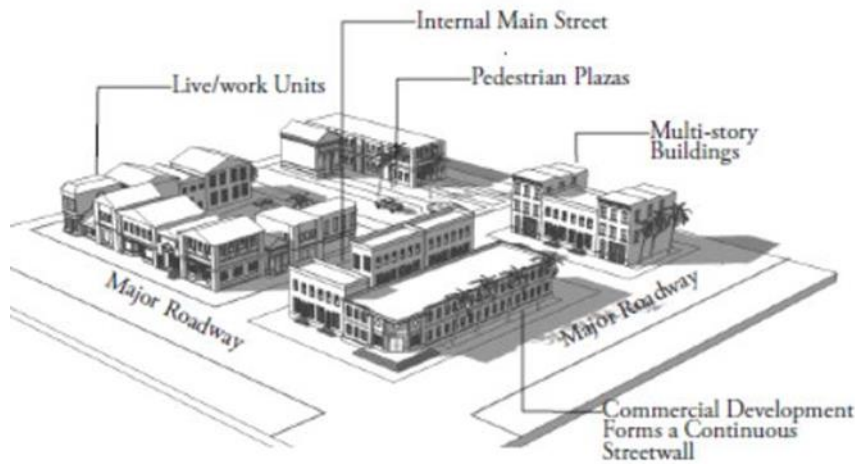 Internal Main Street
Live/work Units
Pedestrian Plazas
Multi-story
Buildings
Major Roadway
Major Roadway
Commercial Development
Forms a Continuous
Streetwall